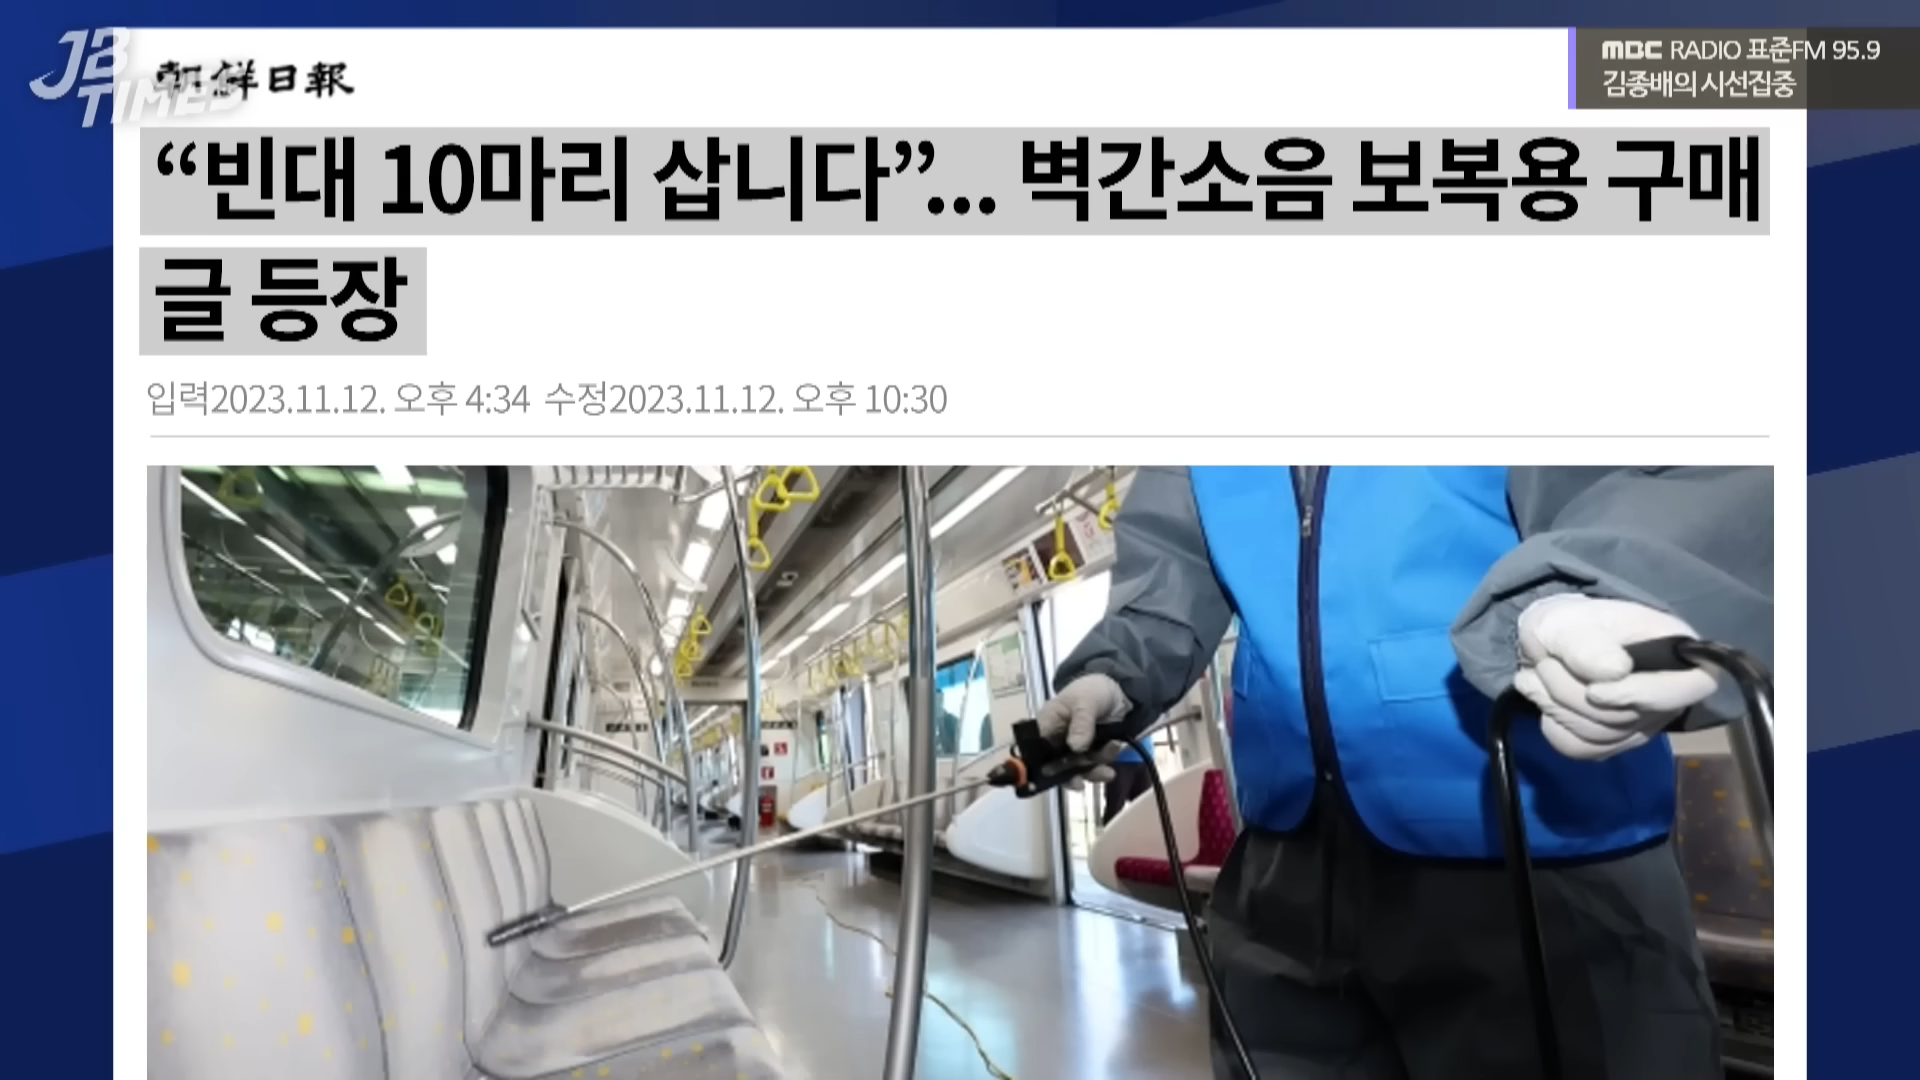 JB TIMES
朝鮮日報
MBC RADIO 표준FM 95.9
김종배의 시선집중
“빈대 10마리 삽니다”... 벽간소음 보복용 구매
글 등장
입력2023.11.12. 오후 4:34 수정2023.11.12. 오후 10:30